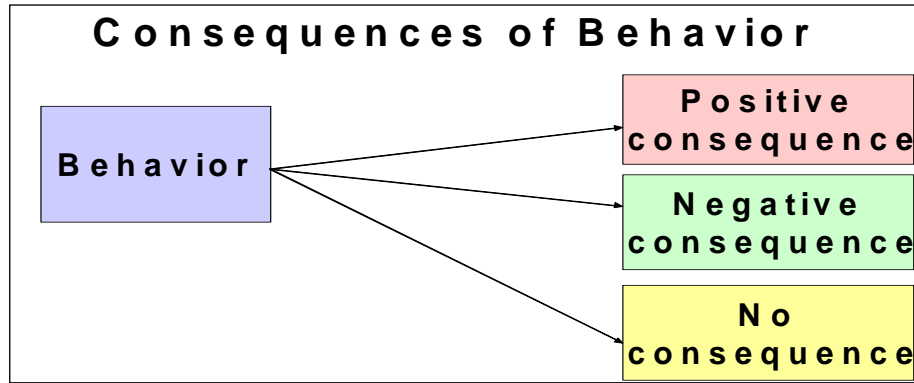 Consequences of Behavior
Positive
consequence
Behavior
Negative
consequence
No
consequence